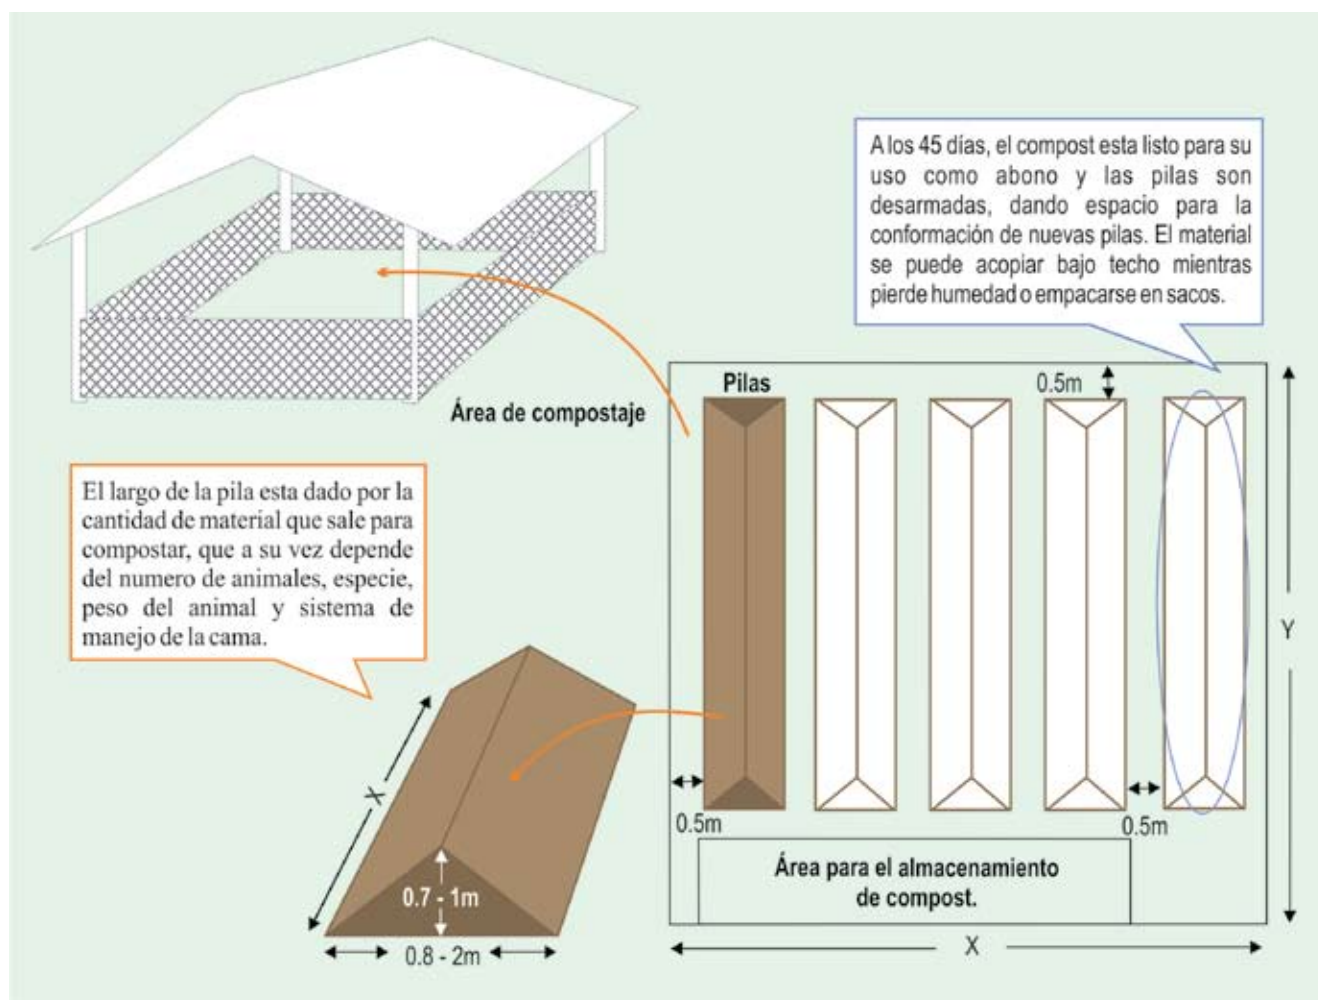 A los 45 días, el compost esta listo para su
uso como abono y las pilas son
desarmadas, dando espacio para la
conformación de nuevas pilas. El material
se puede acopiar bajo techo mientras
pierde humedad o empacarse en sacos.
Pilas
0.5m
Área de compostaje
El largo de la pila esta dado por la
cantidad de material que sale para
compostar, que a su vez depende
del numero de animales, especie,
peso del animal y sistema de
manejo de la cama.
Y
X
0.5m
0.5m
Área para el almacenamiento
de compost.
0.7 - 1m
0.8 - 2m
X